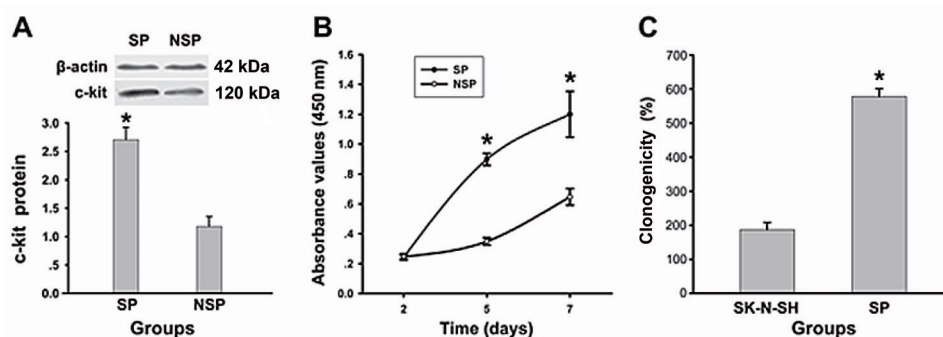 A
SP NSP
β-actin 42 kDa
c-kit 120 kDa
3.0
2.5
2.0
1.5
1.0
.5
0.0
c-kit protein
*
SP NSP
Groups
B
1.6
1.4
1.2
1.0
.8
.6
.4
.2
0.0
Absorbance values (450 nm)
SP
NSP
*
*
2 5 7
Time (days)
C
700
600
500
400
300
200
100
0
Clonogenicity (%)
*
SK-N-SH SP
Groups